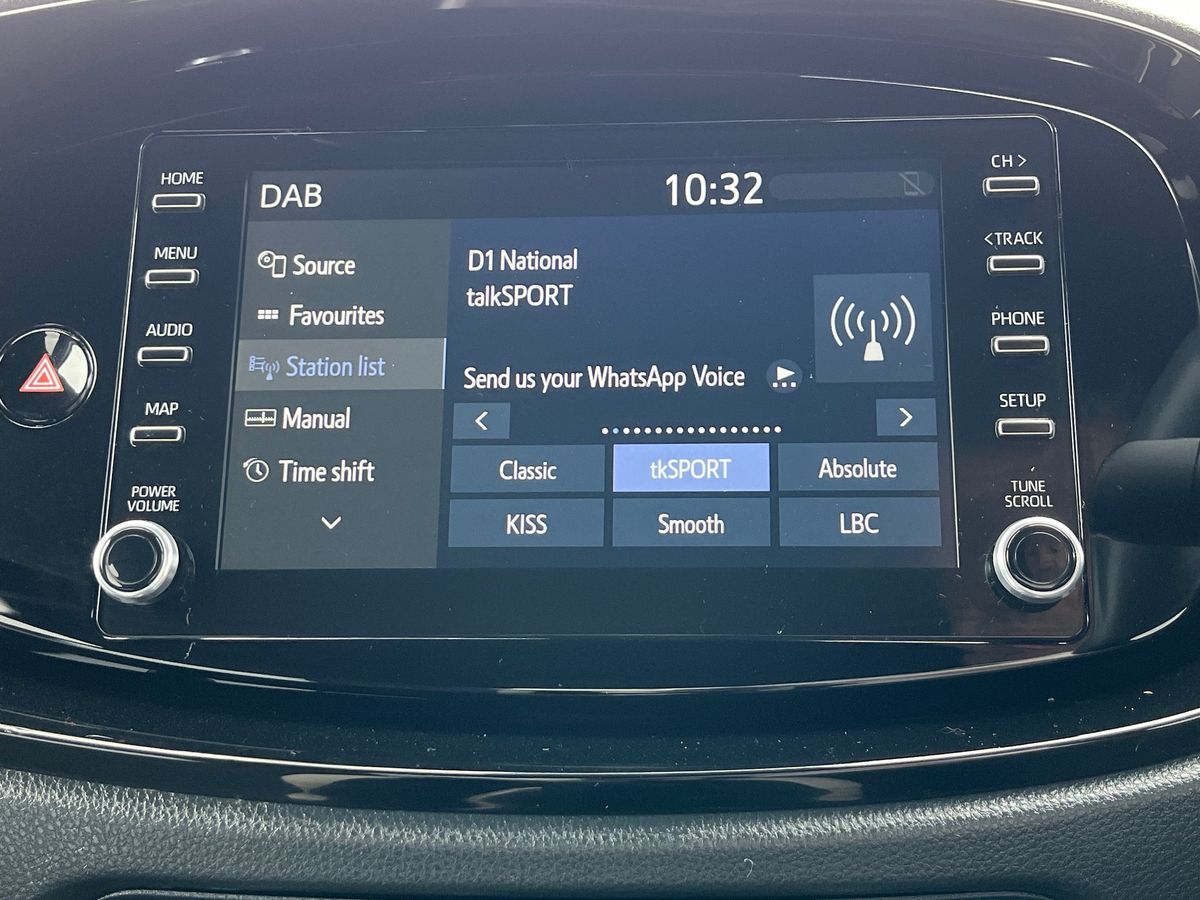 HOME
MENU
AUDIO
MAP
POWER
VOLUME
DAB
10:32
Source
Favourites
Station list
Manual
Time shift
D1 National
talkSPORT
Send us your WhatsApp Voice
<
>
Classic
tkSPORT
Absolute
KISS
Smooth
LBC
CH >
<TRACK
PHONE
SETUP
TUNE
SCROLL